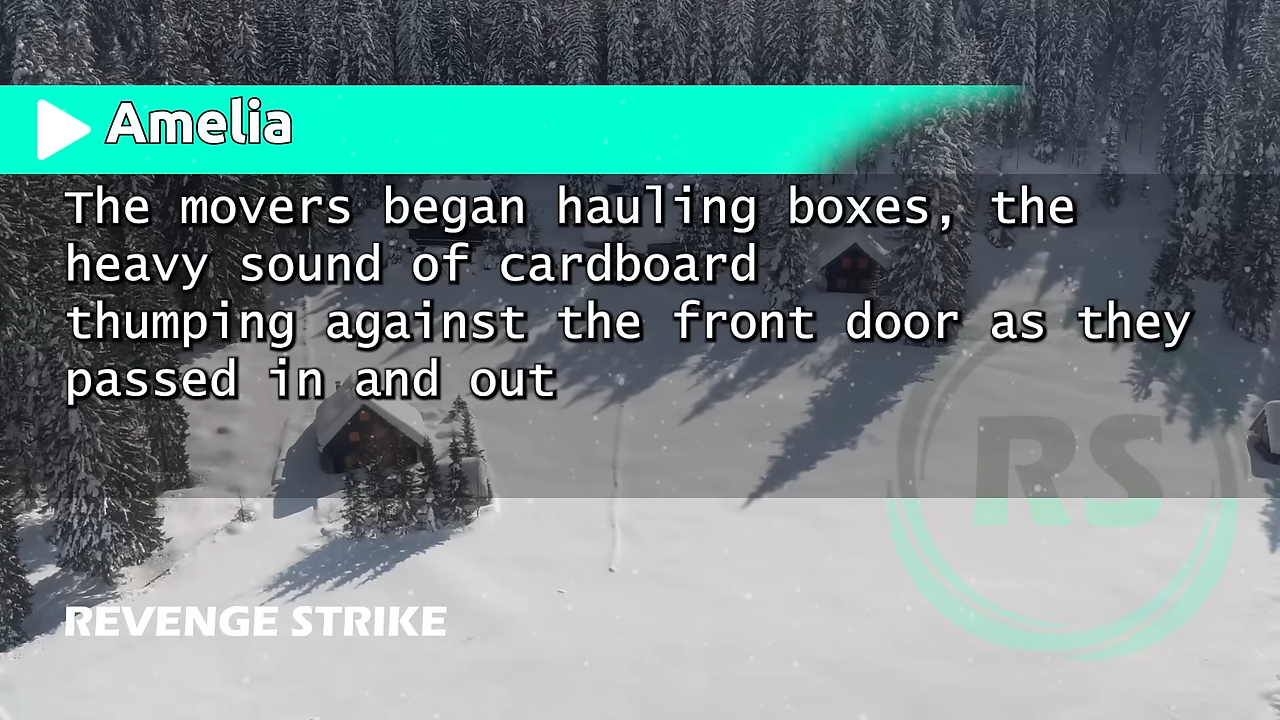 Amelia
The movers began hauling boxes, the
heavy sound of cardboard
thumping against the front door as they
passed in and out
RS
REVENGE STRIKE